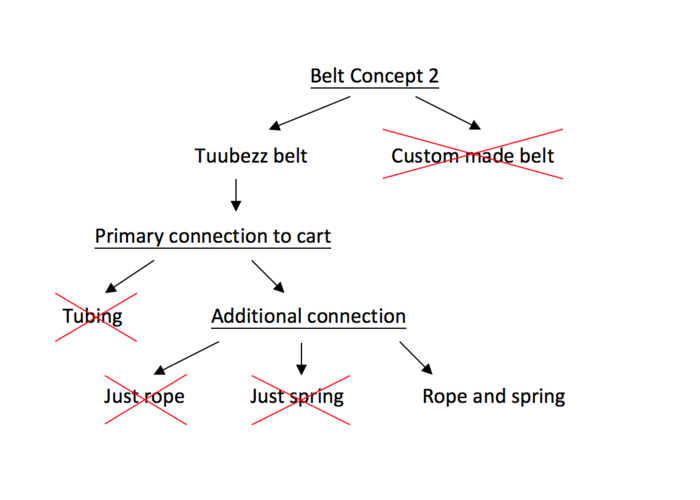 Belt Concept 2
Tuubezz belt
Custom made belt
Primary connection to cart
Tubing
Additional connection
Just rope
Just spring
Rope and spring